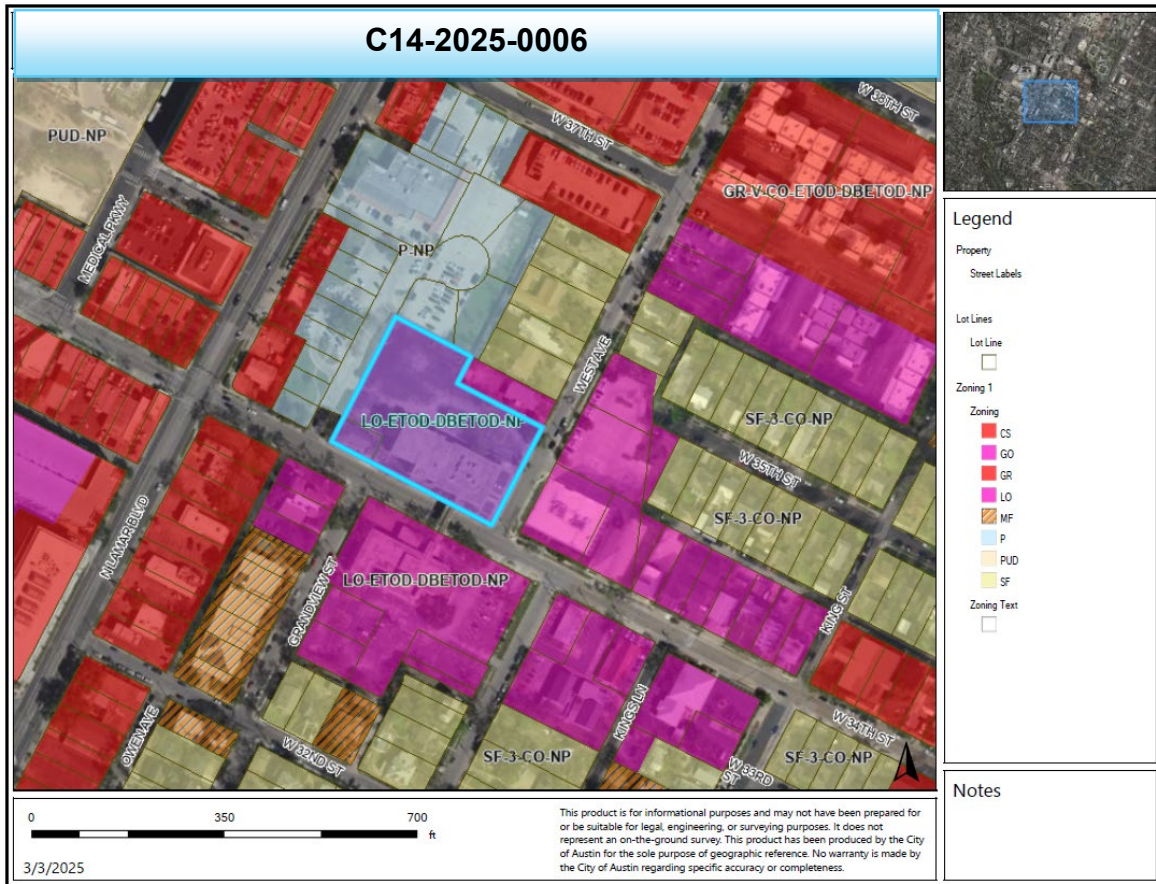 C14-2025-0006
W 38TH ST
PUD-NP
W 37TH ST
GR-V-CO-ETOD-DBETOD-NP
MEDICAL PKWY
P-NP
WEST AVE
LO-ETOD-DBETOD-NP
SF-3-CO-NP
W 35TH ST
SF-3-CO-NP
N LAMAR BLVD
LO-ETOD-DBETOD-NP
GRANDVIEW ST
KING ST
KINGS LN
W 34TH ST
OWEN AVE
W 32ND ST
SF-3-CO-NP
W 33RD
ST
SF-3-CO-NP
Legend
Property
Street Labels
Lot Lines
Lot Line
Zoning 1
Zoning
CS
GO
GR
LO
MF
P
PUD
SF
Zoning Text
Notes
0 350 700
ft
3/3/2025
This product is for informational purposes and may not have been prepared for
or be suitable for legal, engineering, or surveying purposes. It does not
represent an on-the-ground survey. This product has been produced by the City
of Austin for the sole purpose of geographic reference. No warranty is made by
the City of Austin regarding specific accuracy or completeness.